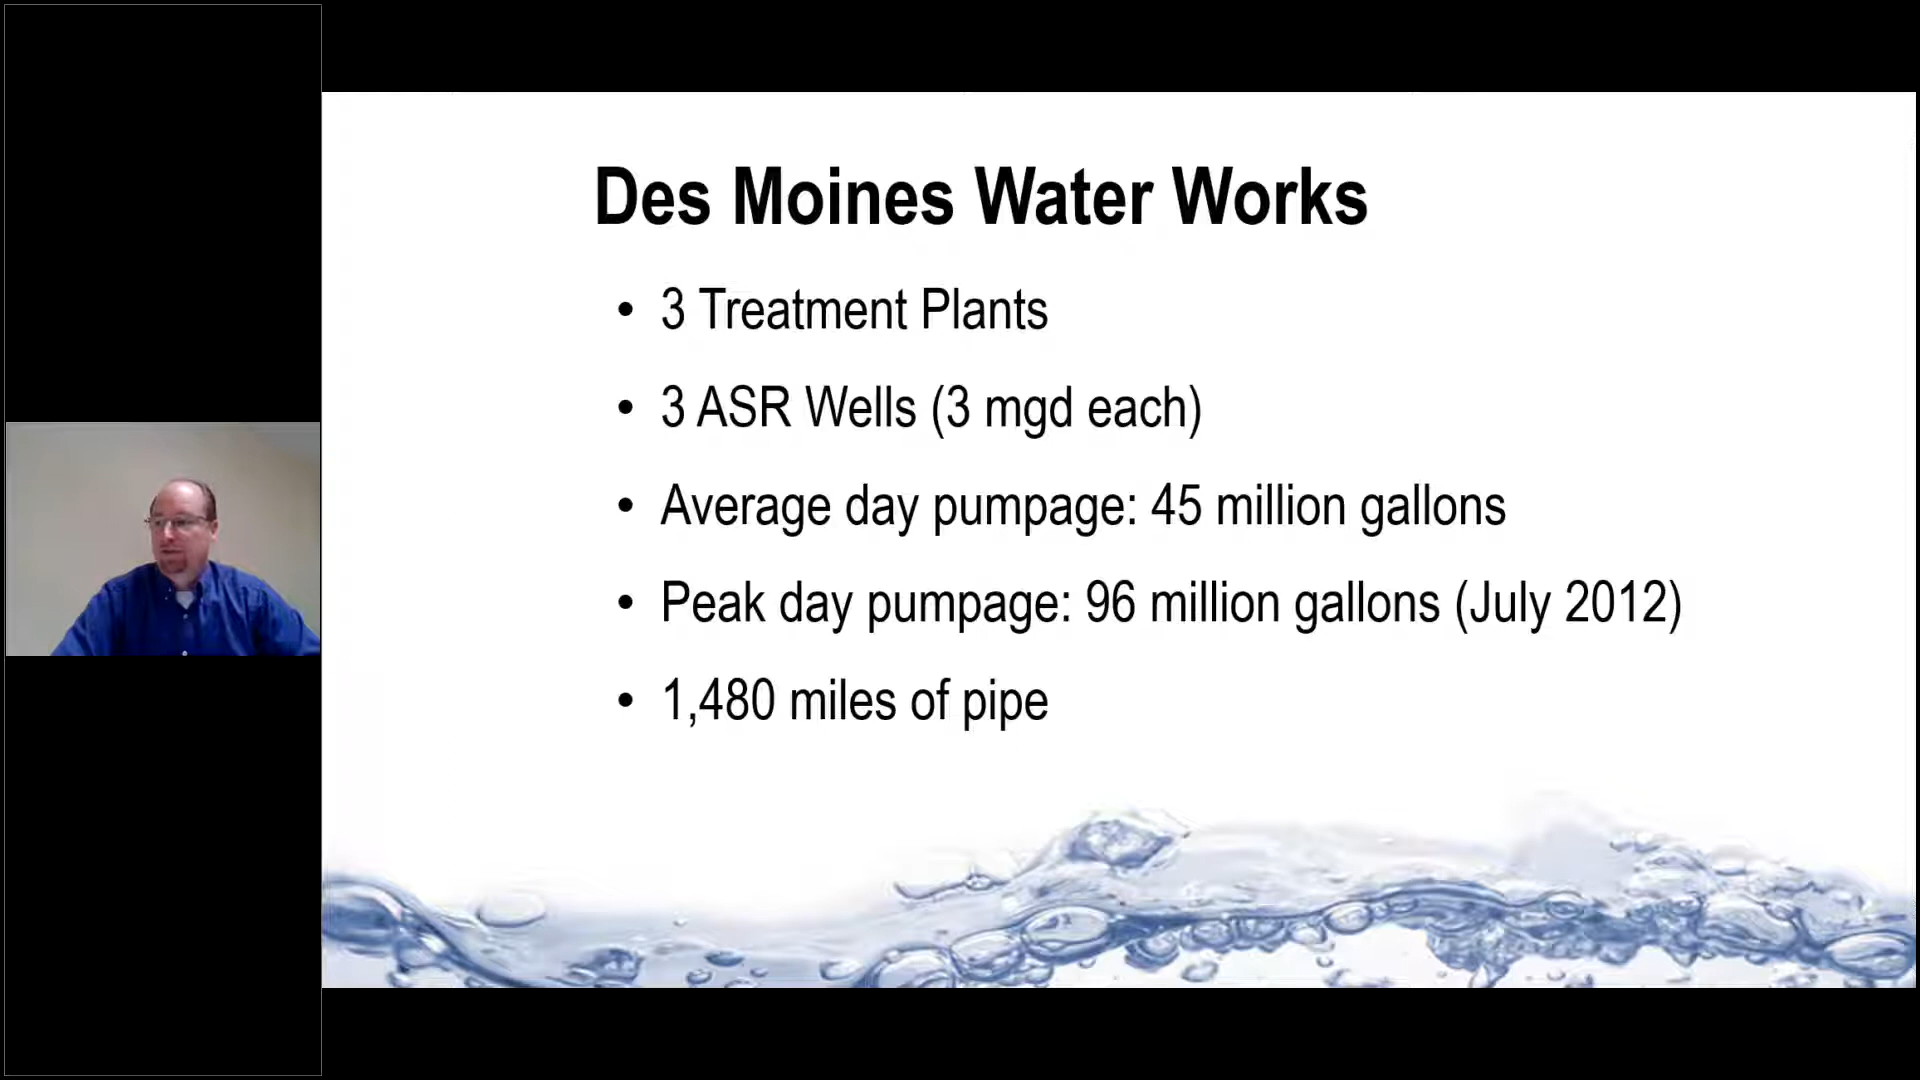 Des Moines Water Works
• 3 Treatment Plants
• 3 ASR Wells (3 mgd each)
• Average day pumpage: 45 million gallons
• Peak day pumpage: 96 million gallons (July 2012)
• 1,480 miles of pipe